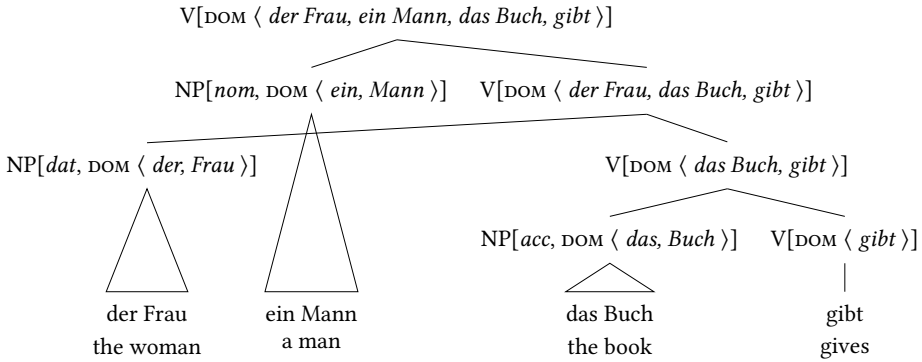 V[DOM ⟨ der Frau, ein Mann, das Buch, gibt ⟩]
NP[nom, DOM ⟨ ein, Mann ⟩] V[DOM ⟨ der Frau, das Buch, gibt ⟩]
NP[dat, DOM ⟨ der, Frau ⟩] V[DOM ⟨ das Buch, gibt ⟩]
NP[acc, DOM ⟨ das, Buch ⟩] V[DOM ⟨ gibt ⟩]
der Frau ein Mann das Buch gibt
the woman a man the book gives